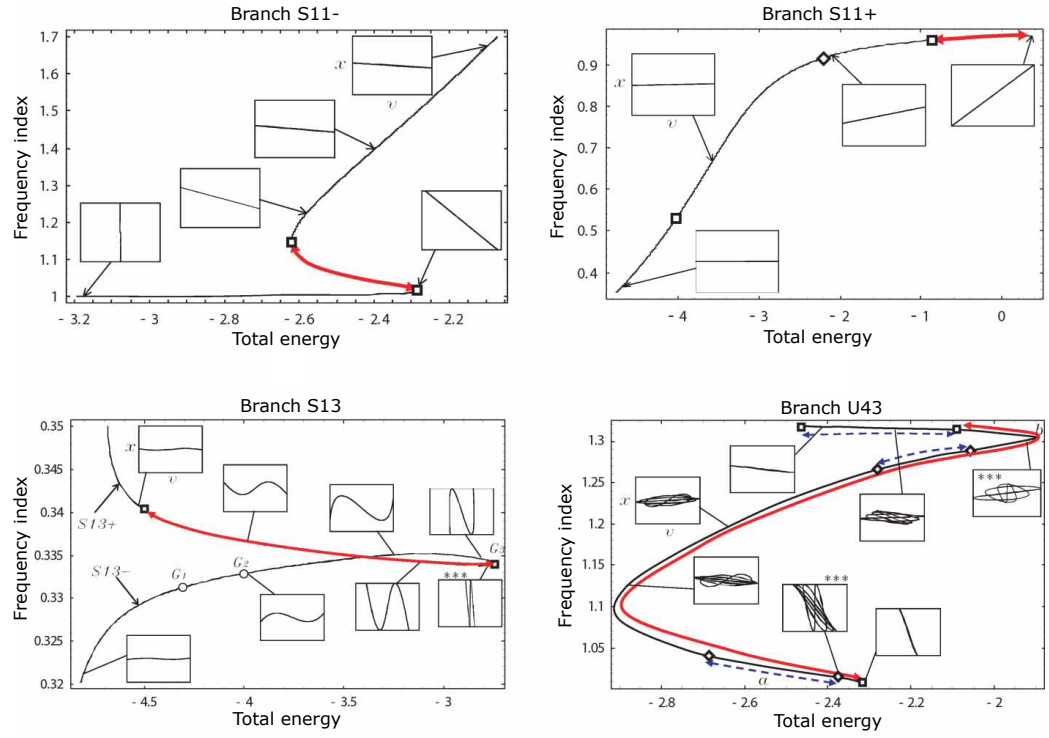 Branch S11-
Frequency index
1.7
1.6
1.5
1.4
1.3
1.2
1.1
1
x
v
- 3.2
- 3
- 2.8
- 2.6
- 2.4
- 2.2
Total energy
Branch S11+
Frequency index
0.9
0.8
0.7
0.6
0.5
0.4
x
v
- 4
- 3
- 2
- 1
0
Total energy
Branch S13
Frequency index
0.35
0.345
0.34
0.335
0.33
0.325
0.32
x
v
S13+
S13-
G1
G2
G3
***
- 4.5
- 4
- 3.5
- 3
Total energy
Branch U43
Frequency index
1.3
1.25
1.2
1.1
1.05
x
v
b
***
***
a
- 2.8
- 2.6
- 2.4
- 2.2
- 2
Total energy